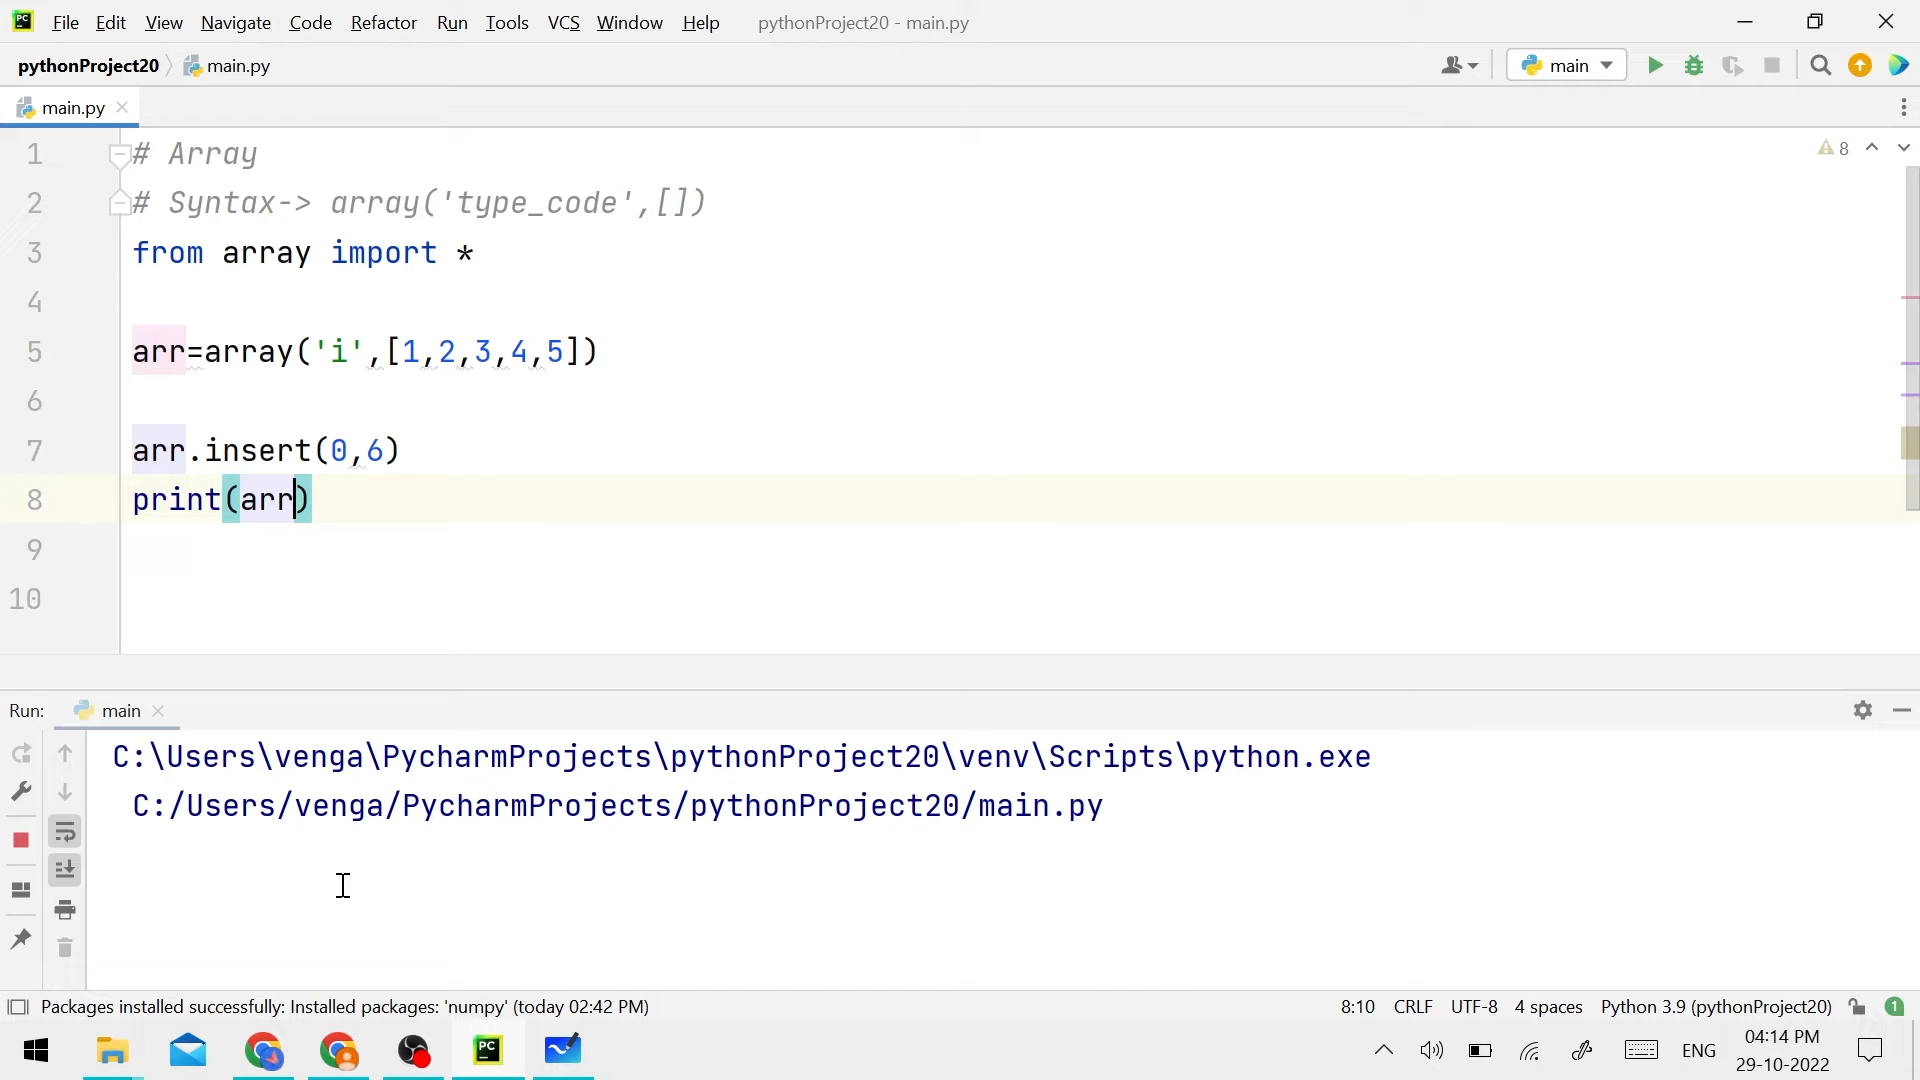 PC File Edit View Navigate Code Refactor Run Tools VCS Window Help pythonProject20 - main.py
pythonProject20 main.py main
main.py
1 # Array 8
2 # Syntax-> array('type_code',[])
3 from array import *
4
5 arr=array('i',[1,2,3,4,5])
6
7 arr.insert(0,6)
8 print(arr)
9
10
Run: main
C:\Users\venga\PycharmProjects\pythonProject20\venv\Scripts\python.exe
C:/Users/venga/PycharmProjects/pythonProject20/main.py
Packages installed successfully: Installed packages: 'numpy' (today 02:42 PM) 8:10 CRLF UTF-8 4 spaces Python 3.9 (pythonProject20) 1
PC ENG 04:14 PM
29-10-2022